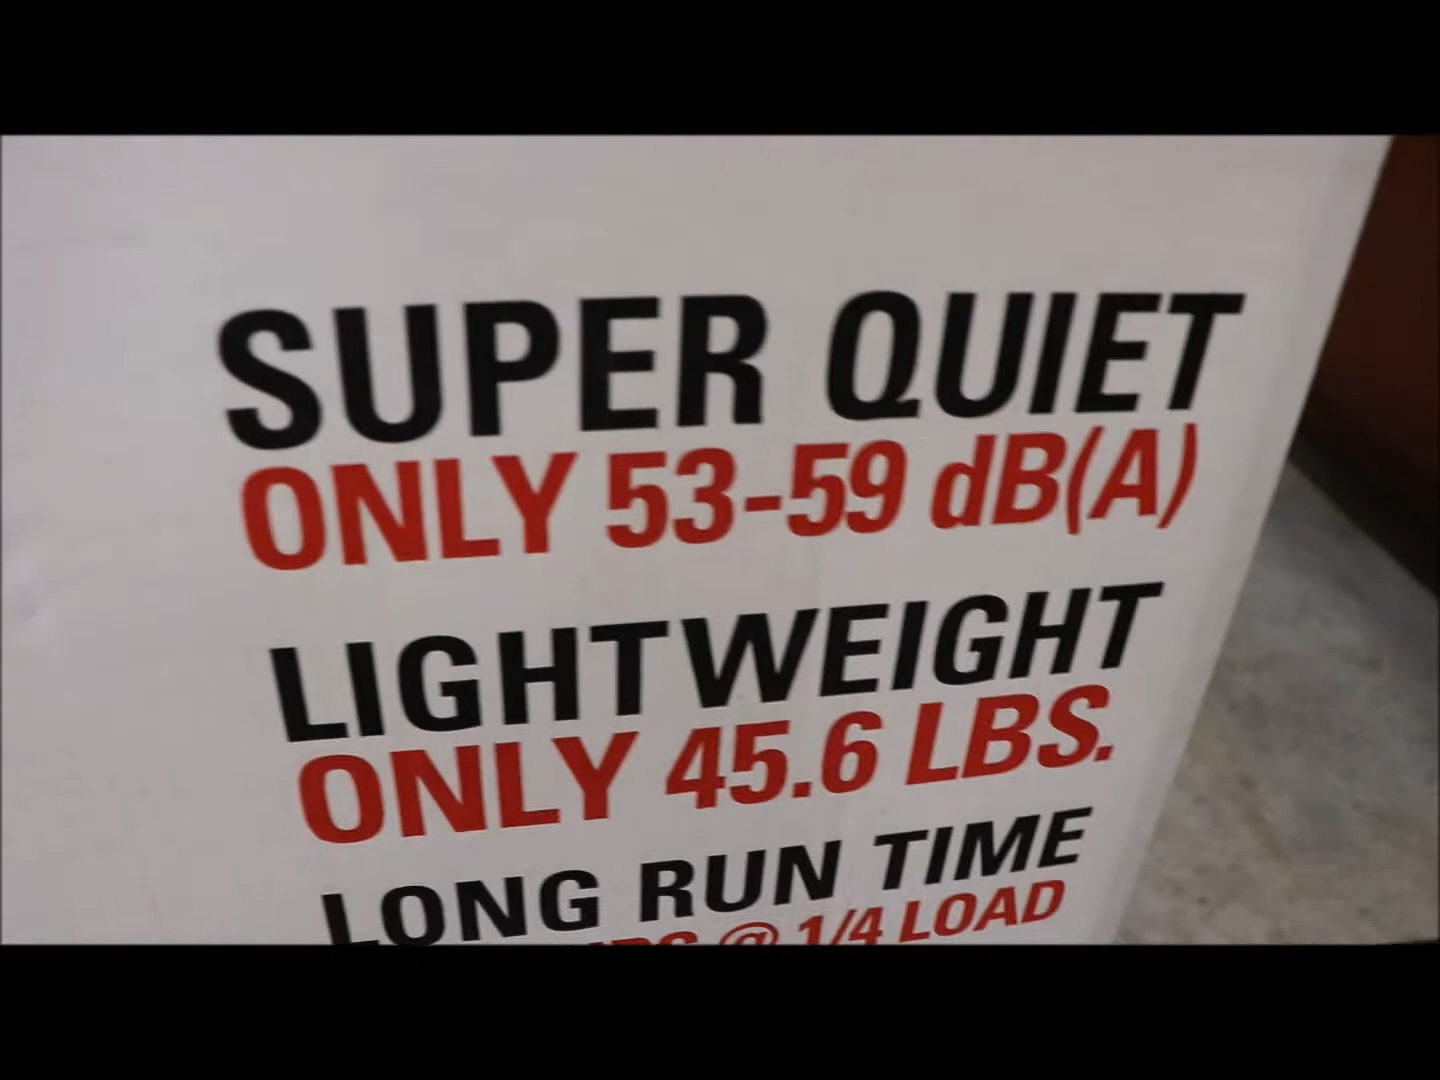 SUPER QUIET
ONLY 53-59 dB(A)
LIGHTWEIGHT
ONLY 45.6 LBS.
LONG RUN TIME
@ 1/4 LOAD